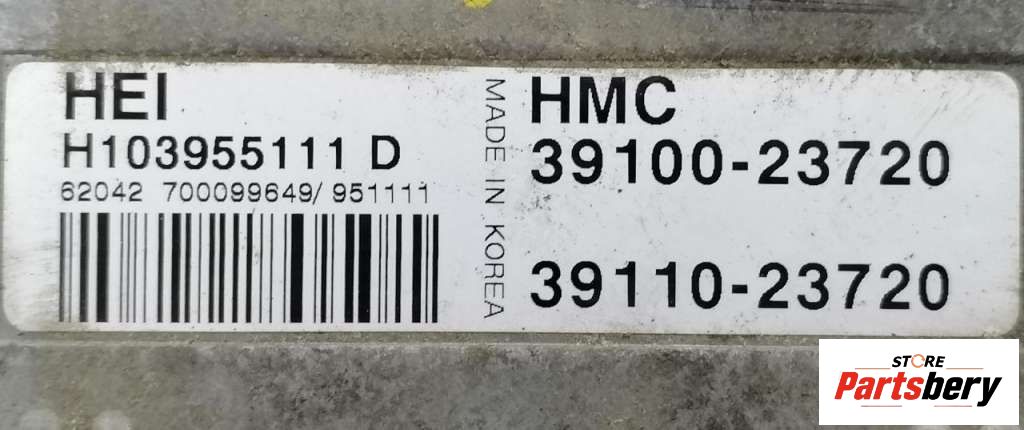 HEI
H103955111 D
62042 700099649/951111
MADE IN KOREA
HMC
39100-23720
39110-23720
STORE
Partsbery